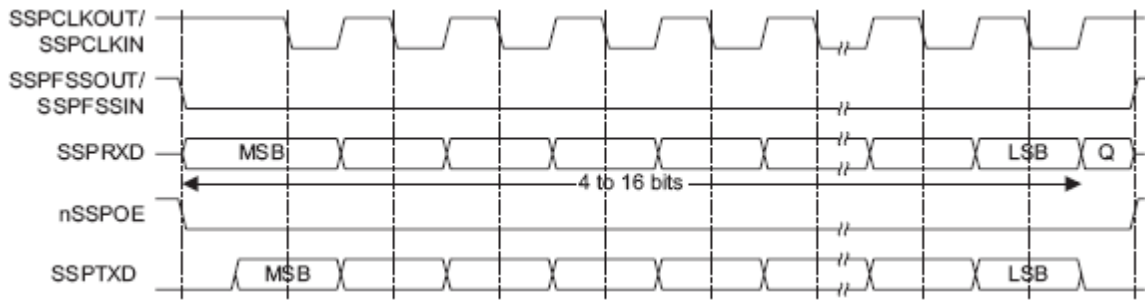 SSPCLKOUT/
SSPCLKIN
SSPFSSOUT/
SSPFSSIN
SSPRXD MSB LSB Q
4 to 16 bits
nSSPOE
SSPTXD MSB LSB